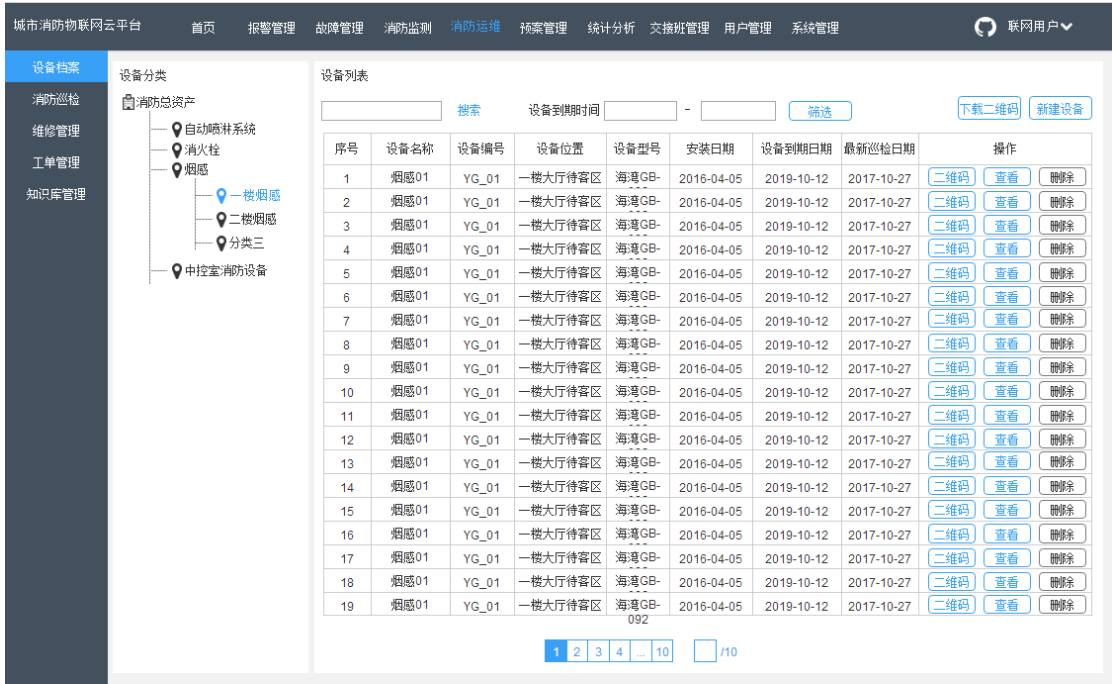 城市消防物联网云平台 首页 报警管理 故障管理 消防监测 消防运维 预案管理 统计分析 交接班管理 用户管理 系统管理 联网用户
设备档案
消防巡检
维修管理
工单管理
知识库管理
设备分类
消防总资产
自动喷淋系统
消火栓
烟感
一楼烟感
二楼烟感
分类三
中控室消防设备
设备列表
搜索 设备到期时间 - 筛选 下载二维码 新建设备
序号 设备名称 设备编号 设备位置 设备型号 安装日期 设备到期日期 最新巡检日期 操作
1 烟感01 YG_01 一楼大厅待客区 海湾GB- 2016-04-05 2019-10-12 2017-10-27 二维码 查看 删除
2 烟感01 YG_01 一楼大厅待客区 海湾GB- 2016-04-05 2019-10-12 2017-10-27 二维码 查看 删除
3 烟感01 YG_01 一楼大厅待客区 海湾GB- 2016-04-05 2019-10-12 2017-10-27 二维码 查看 删除
4 烟感01 YG_01 一楼大厅待客区 海湾GB- 2016-04-05 2019-10-12 2017-10-27 二维码 查看 删除
5 烟感01 YG_01 一楼大厅待客区 海湾GB- 2016-04-05 2019-10-12 2017-10-27 二维码 查看 删除
6 烟感01 YG_01 一楼大厅待客区 海湾GB- 2016-04-05 2019-10-12 2017-10-27 二维码 查看 删除
7 烟感01 YG_01 一楼大厅待客区 海湾GB- 2016-04-05 2019-10-12 2017-10-27 二维码 查看 删除
8 烟感01 YG_01 一楼大厅待客区 海湾GB- 2016-04-05 2019-10-12 2017-10-27 二维码 查看 删除
9 烟感01 YG_01 一楼大厅待客区 海湾GB- 2016-04-05 2019-10-12 2017-10-27 二维码 查看 删除
10 烟感01 YG_01 一楼大厅待客区 海湾GB- 2016-04-05 2019-10-12 2017-10-27 二维码 查看 删除
11 烟感01 YG_01 一楼大厅待客区 海湾GB- 2016-04-05 2019-10-12 2017-10-27 二维码 查看 删除
12 烟感01 YG_01 一楼大厅待客区 海湾GB- 2016-04-05 2019-10-12 2017-10-27 二维码 查看 删除
13 烟感01 YG_01 一楼大厅待客区 海湾GB- 2016-04-05 2019-10-12 2017-10-27 二维码 查看 删除
14 烟感01 YG_01 一楼大厅待客区 海湾GB- 2016-04-05 2019-10-12 2017-10-27 二维码 查看 删除
15 烟感01 YG_01 一楼大厅待客区 海湾GB- 2016-04-05 2019-10-12 2017-10-27 二维码 查看 删除
16 烟感01 YG_01 一楼大厅待客区 海湾GB- 2016-04-05 2019-10-12 2017-10-27 二维码 查看 删除
17 烟感01 YG_01 一楼大厅待客区 海湾GB- 2016-04-05 2019-10-12 2017-10-27 二维码 查看 删除
18 烟感01 YG_01 一楼大厅待客区 海湾GB- 2016-04-05 2019-10-12 2017-10-27 二维码 查看 删除
19 烟感01 YG_01 一楼大厅待客区 海湾GB- 2016-04-05 2019-10-12 2017-10-27 二维码 查看 删除
092
1 2 3 4 ... 10 /10